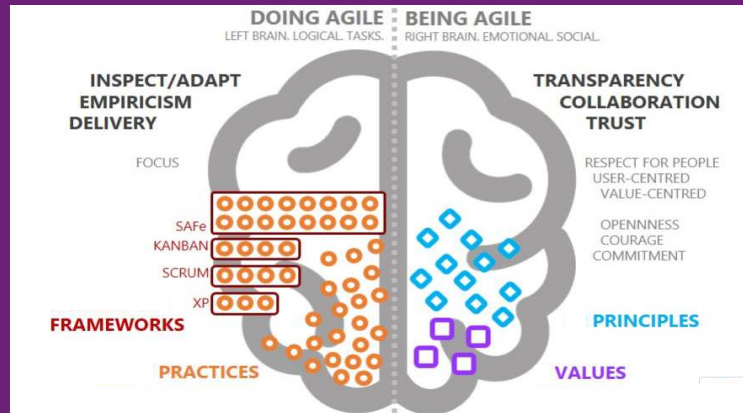 DOING AGILE
LEFT BRAIN. LOGICAL. TASKS.
BEING AGILE
RIGHT BRAIN. EMOTIONAL. SOCIAL.
INSPECT/ADAPT
EMPIRICISM
DELIVERY
FOCUS
SAFe
KANBAN
SCRUM
XP
FRAMEWORKS
PRACTICES
TRANSPARENCY
COLLABORATION
TRUST
RESPECT FOR PEOPLE
USER-CENTRED
VALUE-CENTRED
OPENNNESS
COURAGE
COMMITMENT
PRINCIPLES
VALUES